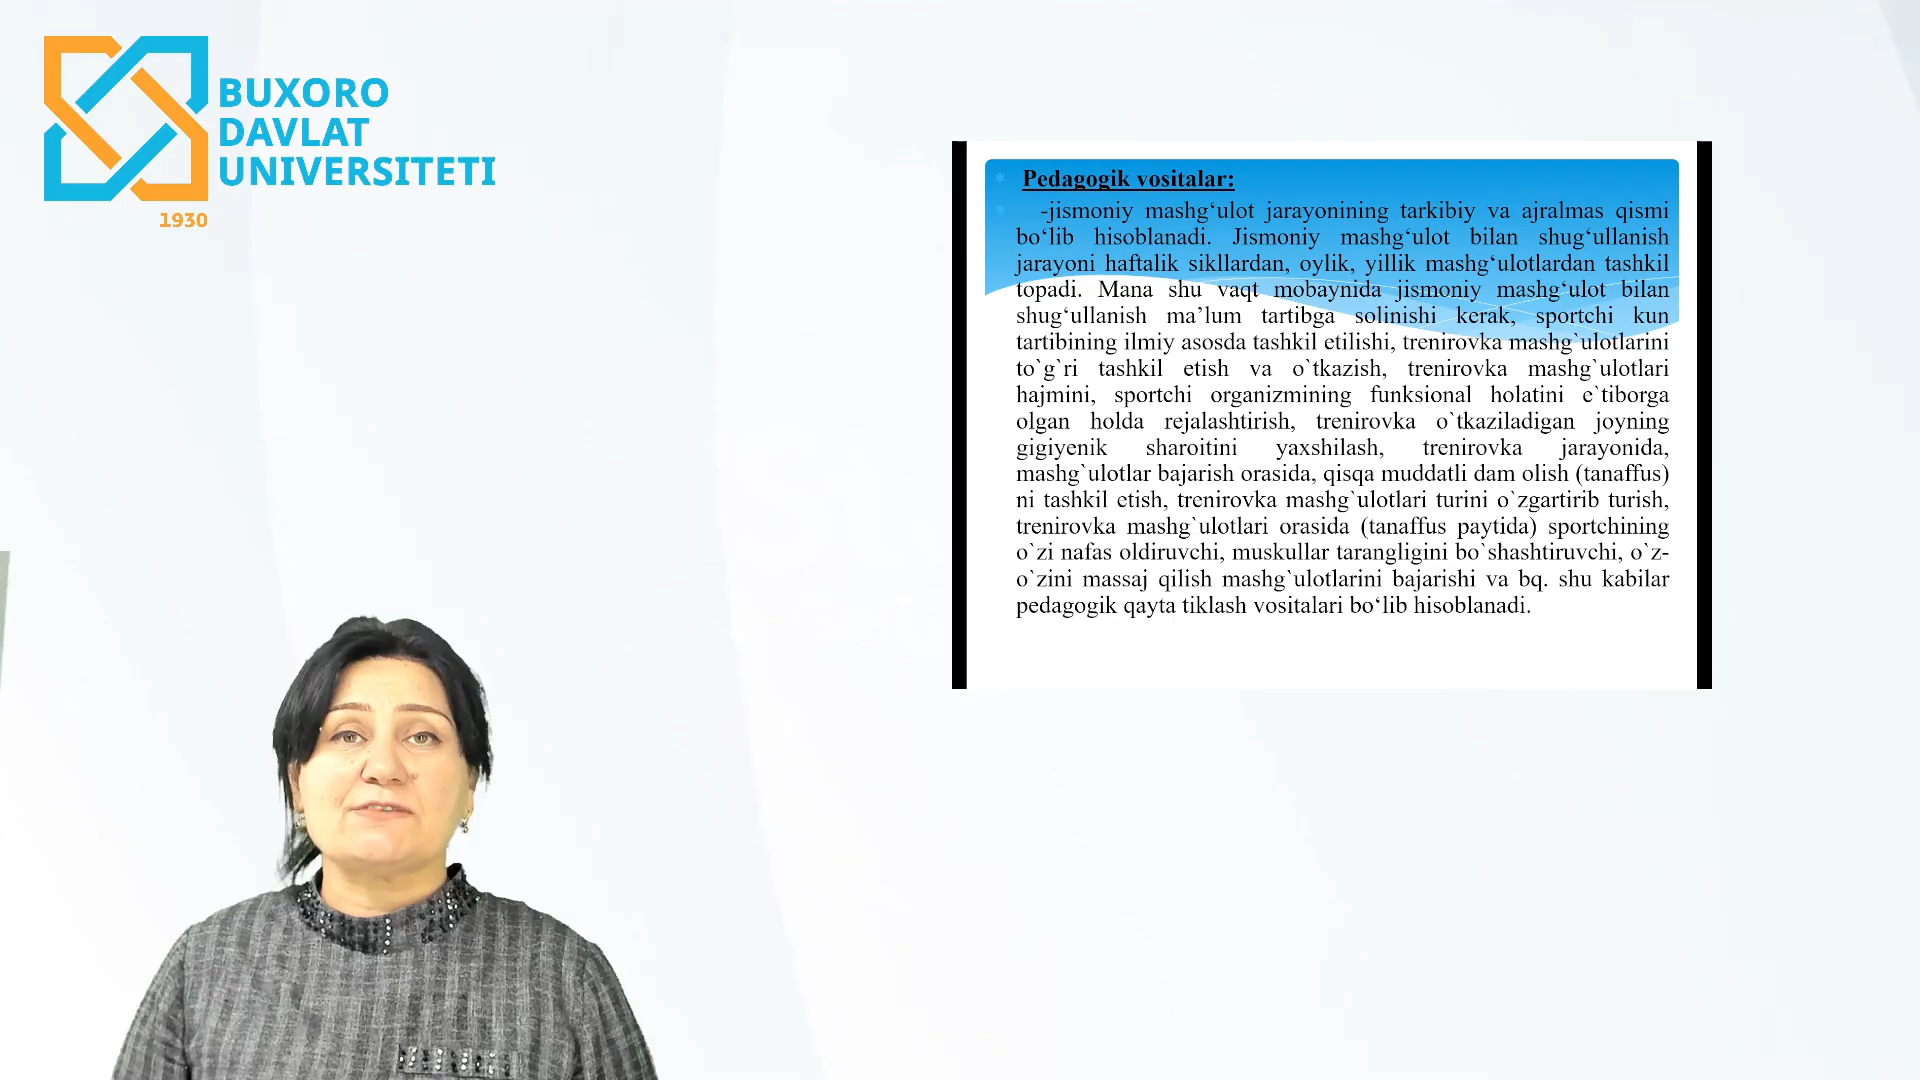 BUXORO
DAVLAT
UNIVERSITETI
1930
Pedagogik vositalar:
-jismoniy mashg‘ulot jarayonining tarkibiy va ajralmas qismi
bo‘lib hisoblanadi. Jismoniy mashg‘ulot bilan shug‘ullanish
jarayoni haftalik sikllardan, oylik, yillik mashg‘ulotlardan tashkil
topadi. Mana shu vaqt mobaynida jismoniy mashg‘ulot bilan
shug‘ullanish ma’lum tartibga solinishi kerak, sportchi kun
tartibining ilmiy asosda tashkil etilishi, trenirovka mashg`ulotlarini
to`g`ri tashkil etish va o`tkazish, trenirovka mashg`ulotlari
hajmini, sportchi organizmining funksional holatini e`tiborga
olgan holda rejalashtirish, trenirovka o`tkaziladigan joyning
gigiyenik sharoitini yaxshilash, trenirovka jarayonida,
mashg`ulotlar bajarish orasida, qisqa muddatli dam olish (tanaffus)
ni tashkil etish, trenirovka mashg`ulotlari turini o`zgartirib turish,
trenirovka mashg`ulotlari orasida (tanaffus paytida) sportchining
o`zi nafas oldiruvchi, muskullar tarangligini bo`shashtiruvchi, o`z-
o`zini massaj qilish mashg`ulotlarini bajarishi va bq. shu kabilar
pedagogik qayta tiklash vositalari bo‘lib hisoblanadi.